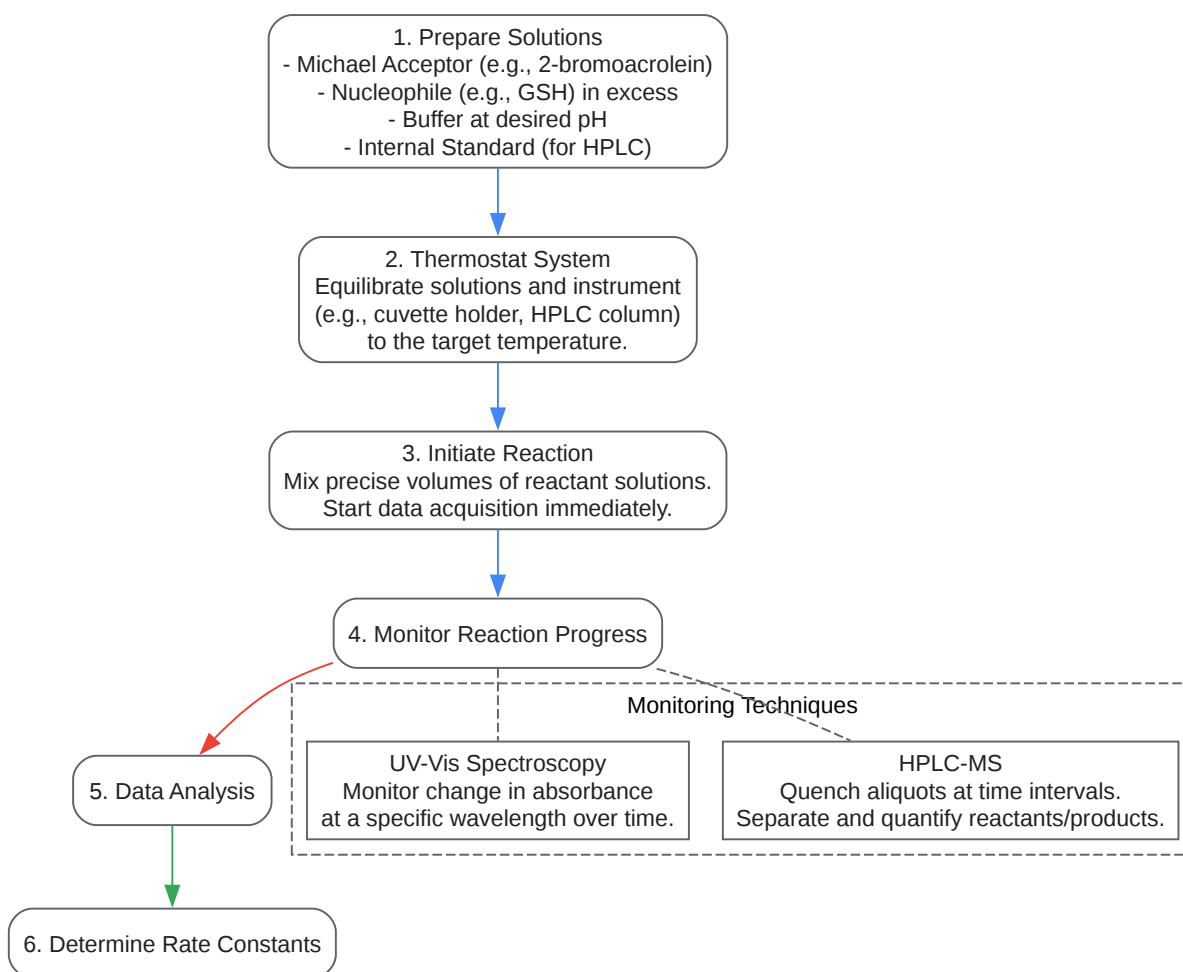 1. Prepare Solutions
- Michael Acceptor (e.g., 2-bromoacrolein)
- Nucleophile (e.g., GSH) in excess
- Buffer at desired pH
- Internal Standard (for HPLC)
2. Thermostat System
Equilibrate solutions and instrument
(e.g., cuvette holder, HPLC column)
to the target temperature.
3. Initiate Reaction
Mix precise volumes of reactant solutions.
Start data acquisition immediately.
4. Monitor Reaction Progress
Monitoring Techniques
UV-Vis Spectroscopy
Monitor change in absorbance
at a specific wavelength over time.
HPLC-MS
Quench aliquots at time intervals.
Separate and quantify reactants/products.
5. Data Analysis
6. Determine Rate Constants